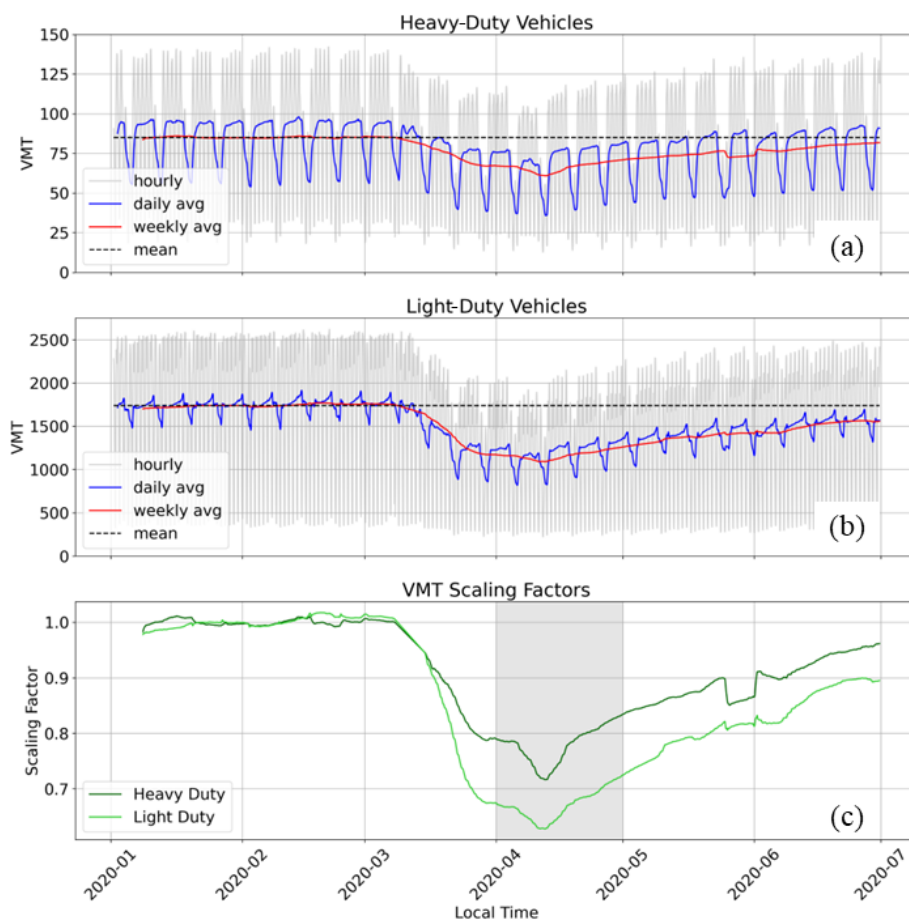 Heavy-Duty Vehicles
150
125
100
75
50
25
0
VMT
hourly
daily avg
weekly avg
mean
(a)
Light-Duty Vehicles
2500
2000
1500
1000
500
0
VMT
hourly
daily avg
weekly avg
mean
(b)
VMT Scaling Factors
1.0
0.9
0.8
0.7
Scaling Factor
Heavy Duty
Light Duty
(c)
2020-01
2020-02
2020-03
2020-04
2020-05
2020-06
2020-07
Local Time